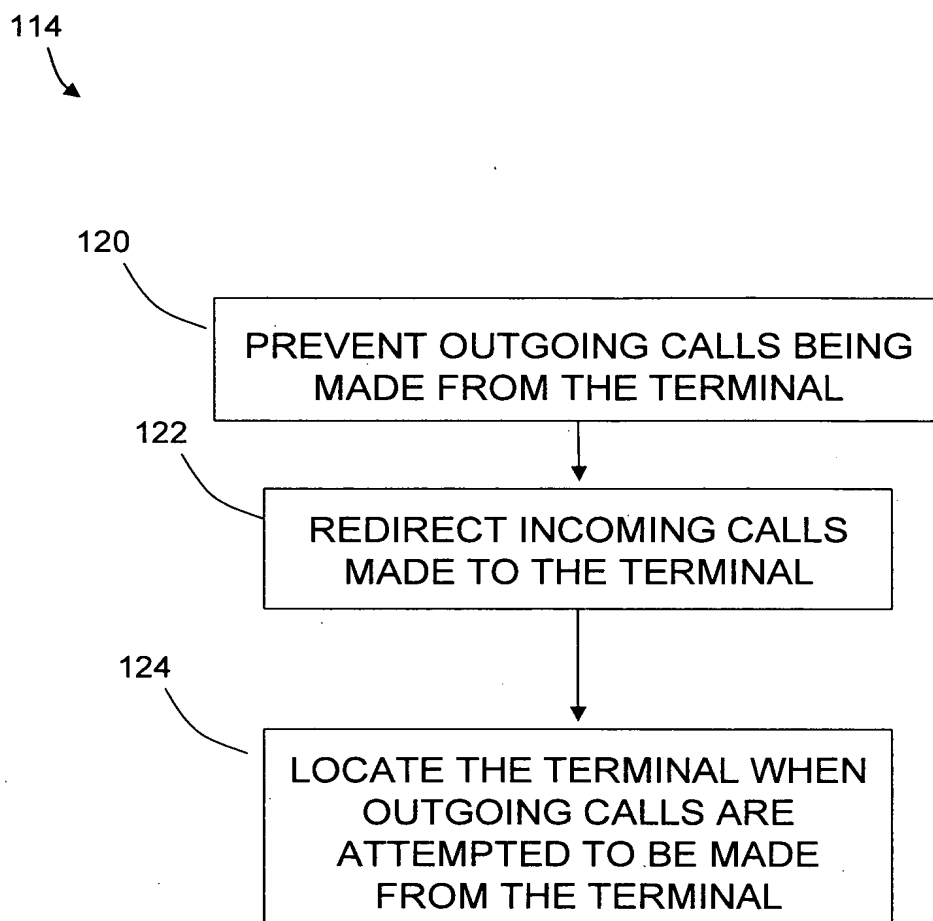 114
120
PREVENT OUTGOING CALLS BEING
MADE FROM THE TERMINAL
122
REDIRECT INCOMING CALLS
MADE TO THE TERMINAL
124
LOCATE THE TERMINAL WHEN
OUTGOING CALLS ARE
ATTEMPTED TO BE MADE
FROM THE TERMINAL